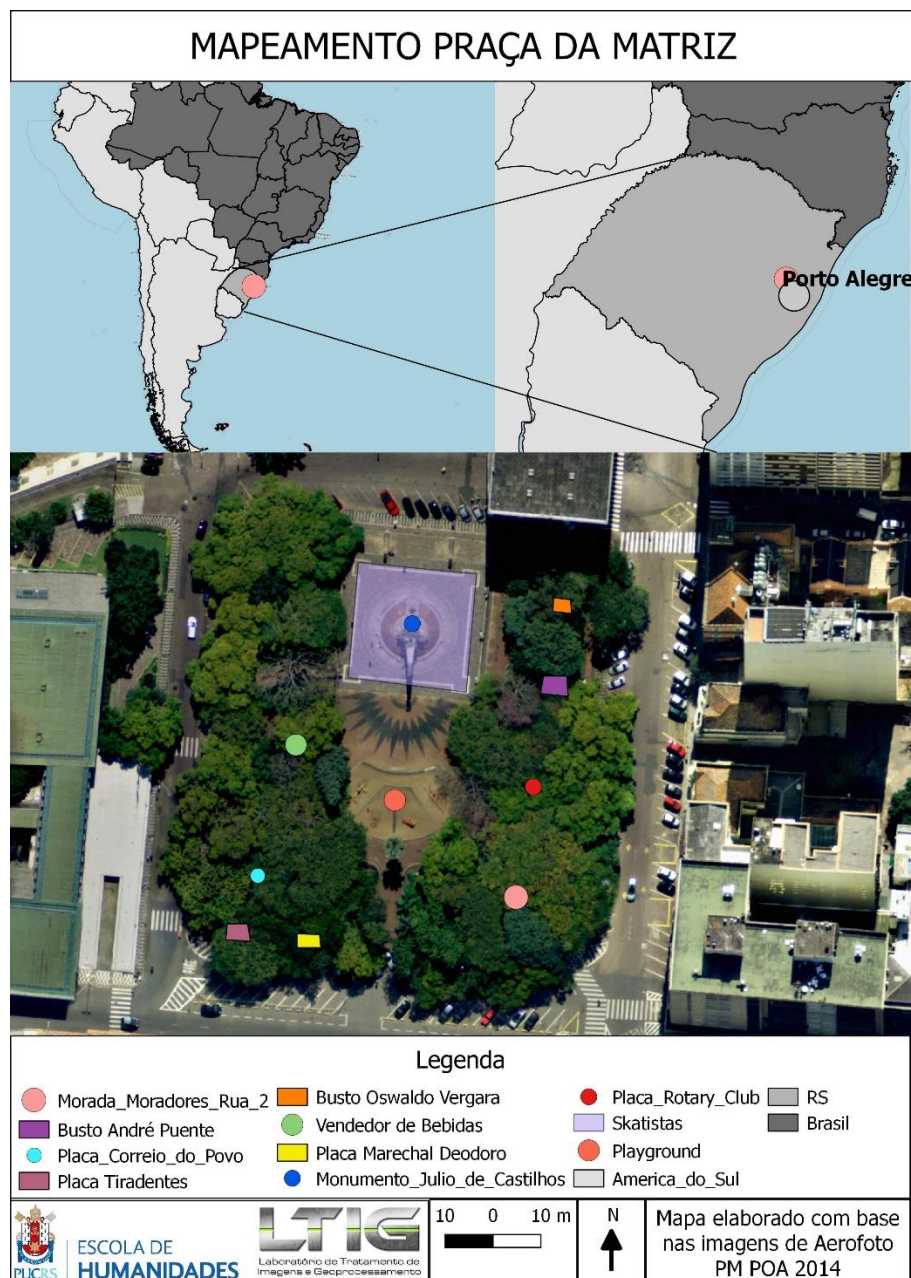 MAPEAMENTO PRAÇA DA MATRIZ
Porto Alegre
Legenda
Morada_Moradores_Rua_2
Busto André Puente
Placa_Correio_do_Povo
Placa Tiradentes
Busto Oswaldo Vergara
Vendedor de Bebidas
Placa Marechal Deodoro
Monumento_Julio_de_Castilhos
Placa_Rotary_Club
Skatistas
Playground
America_do_Sul
RS
Brasil
PUCRS
ESCOLA DE
HUMANIDADES
LTIG
Laboratório de Tratamento de
Imagens e Geoprocessamento
10 0 10 m
N
Mapa elaborado com base
nas imagens de Aerofoto
PM POA 2014